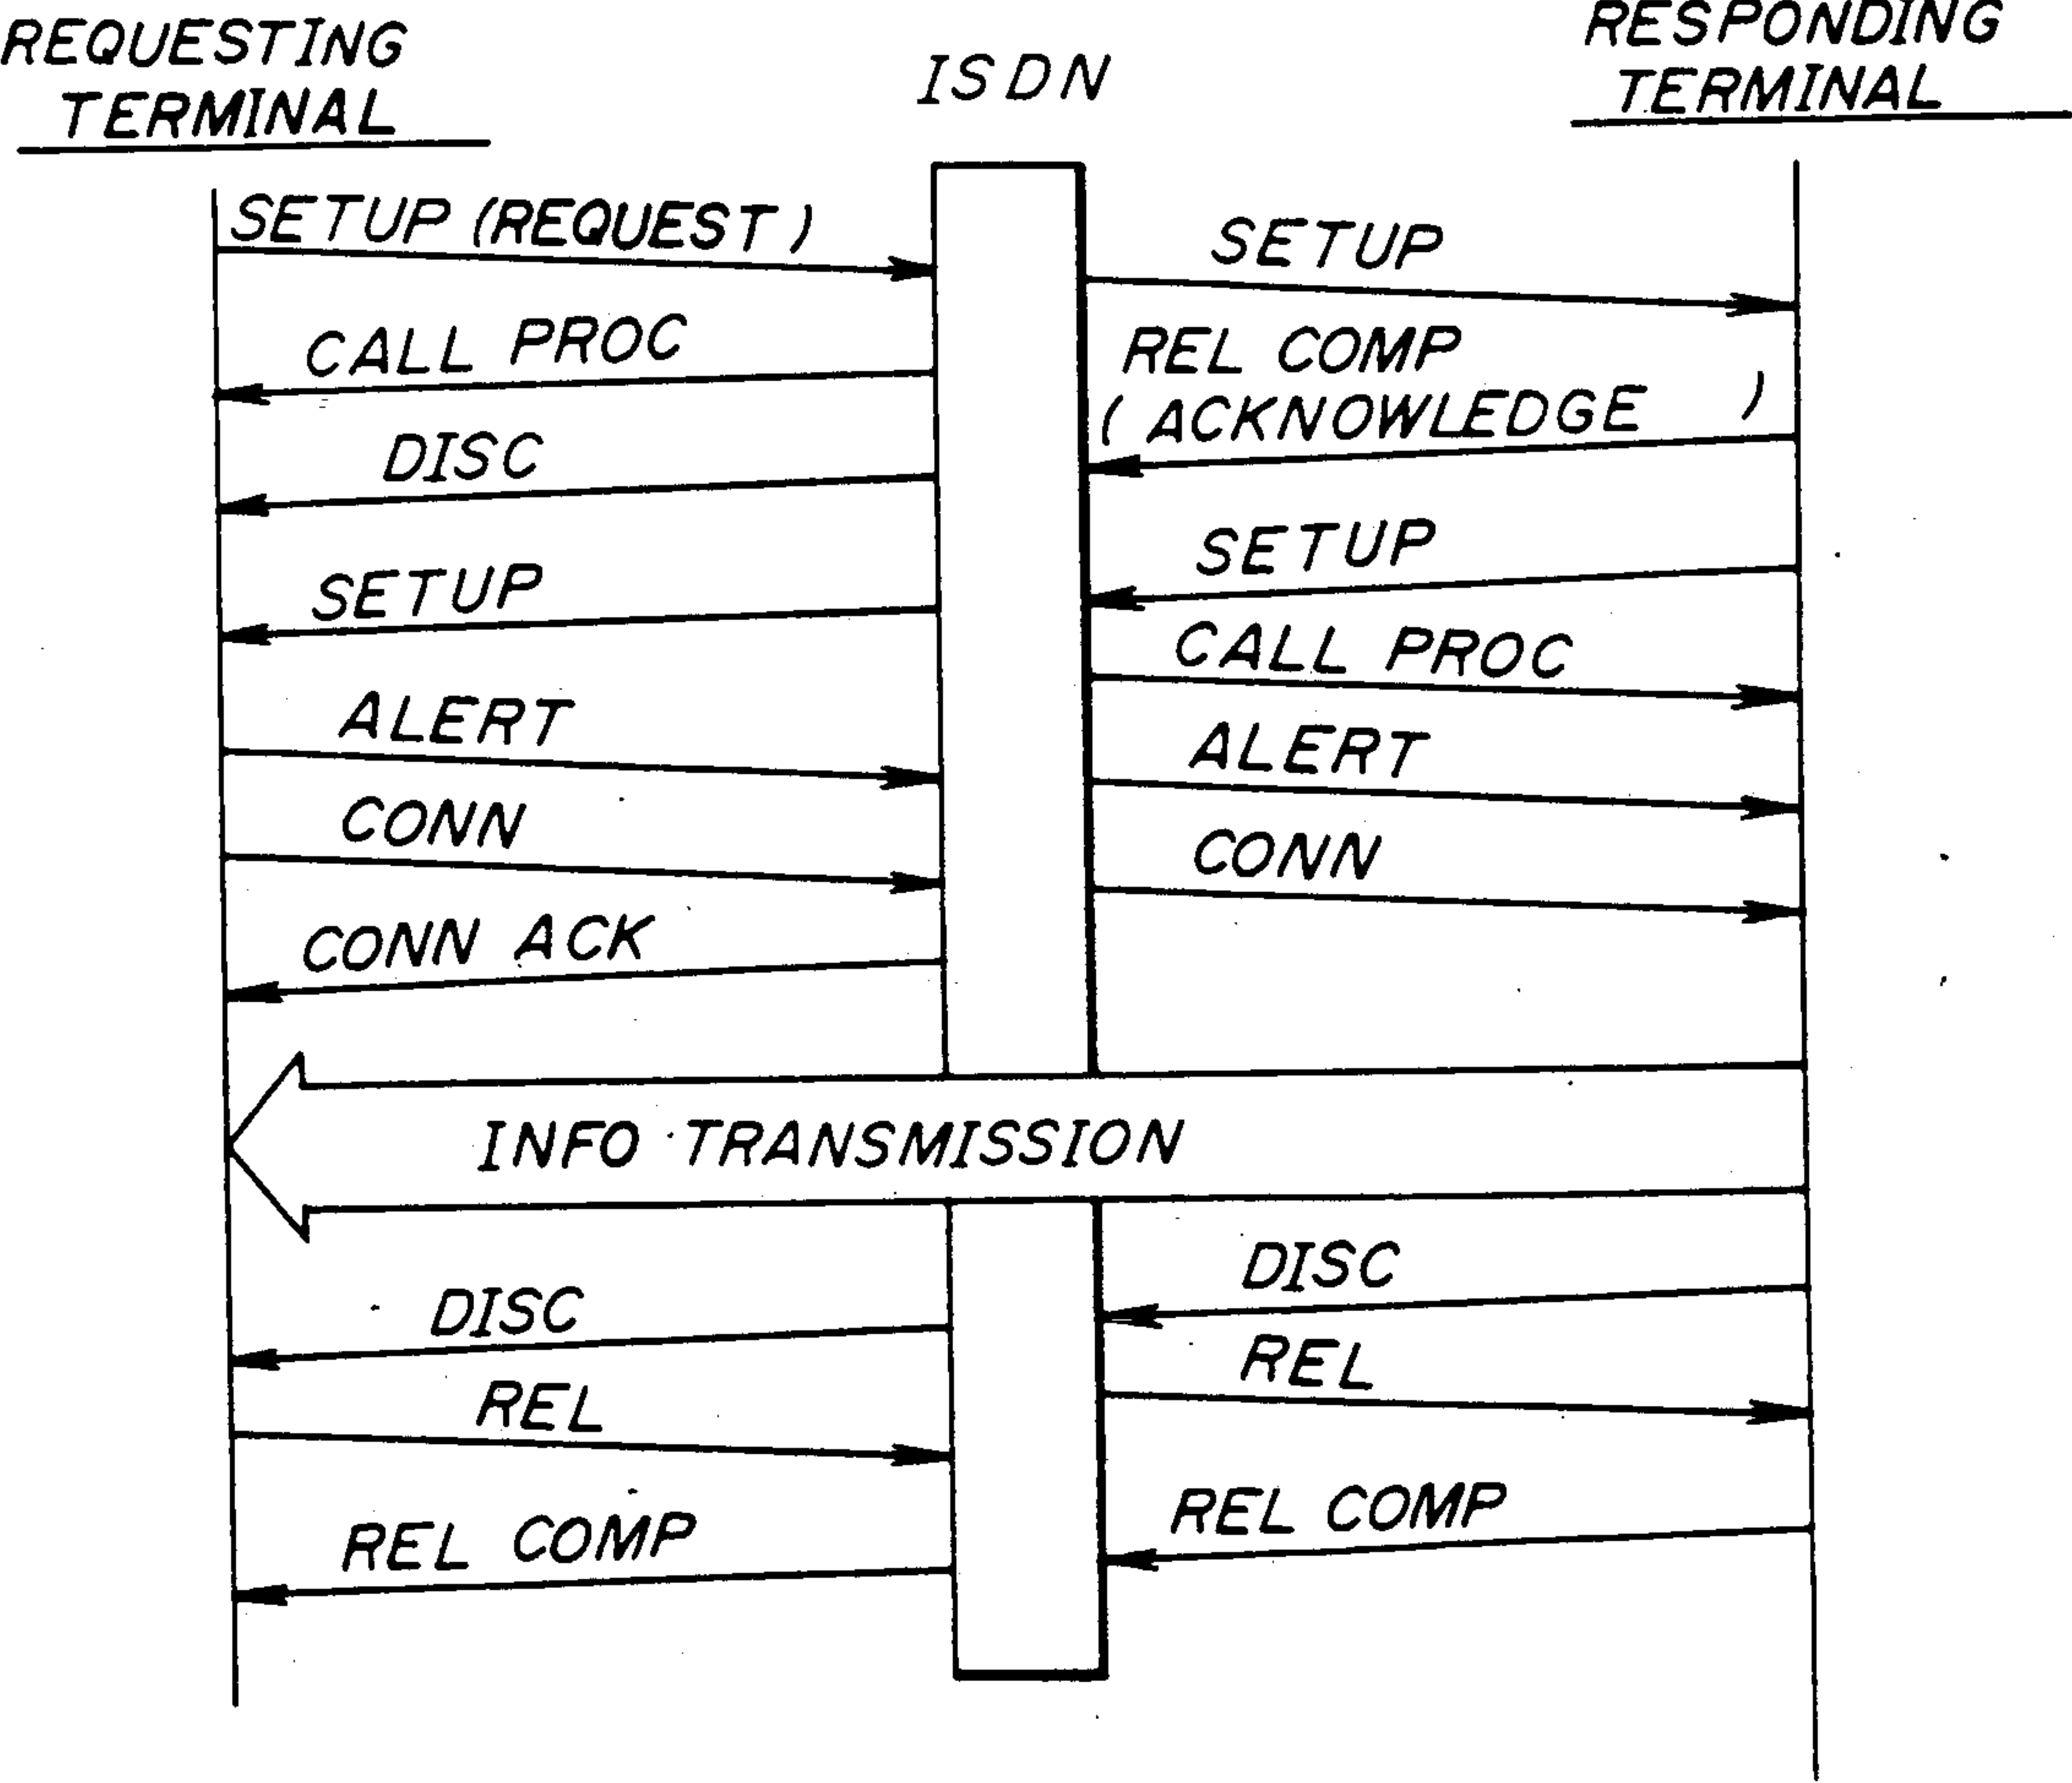 REQUESTING
TERMINAL
ISDN
RESPONDING
TERMINAL
SETUP (REQUEST)
SETUP
CALL PROC
REL COMP
(ACKNOWLEDGE )
DISC
SETUP
SETUP
CALL PROC
ALERT
ALERT
CONN
CONN
CONN ACK
INFO TRANSMISSION
DISC
DISC
REL
REL
REL COMP
REL COMP